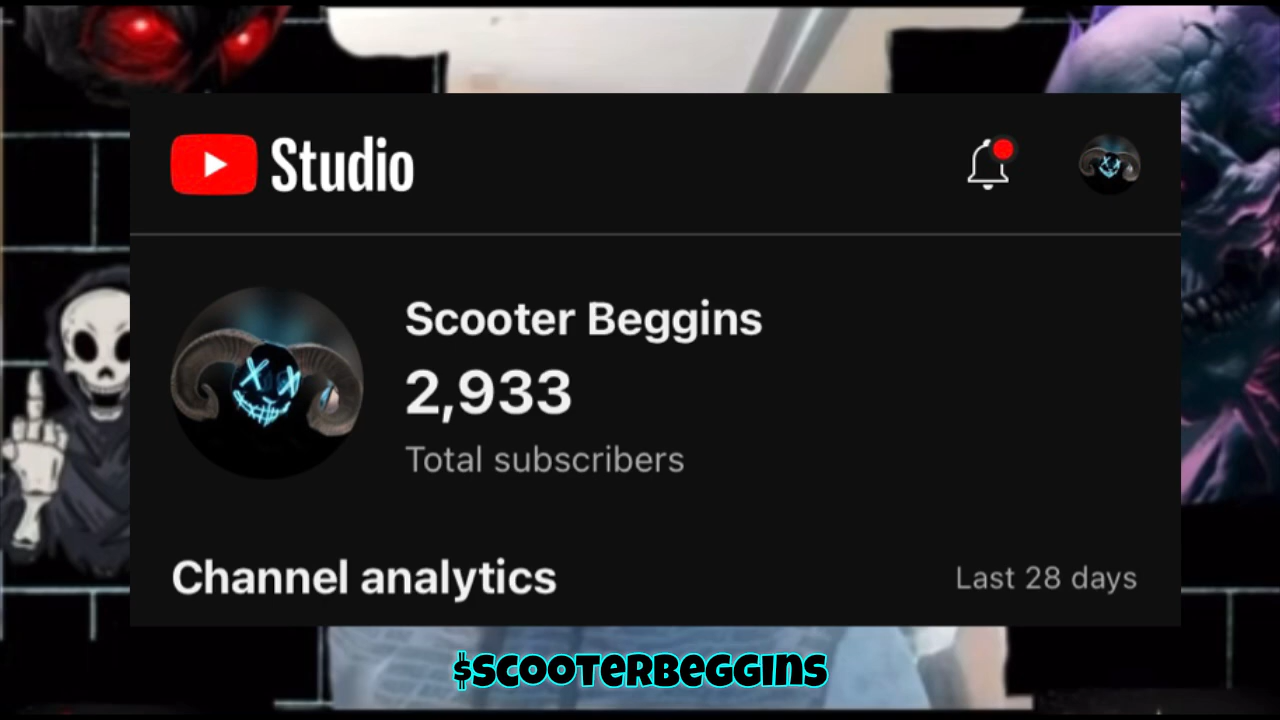 Studio
Scooter Beggins
2,933
Total subscribers
Channel analytics
Last 28 days
$SCOOTERBEGGINS